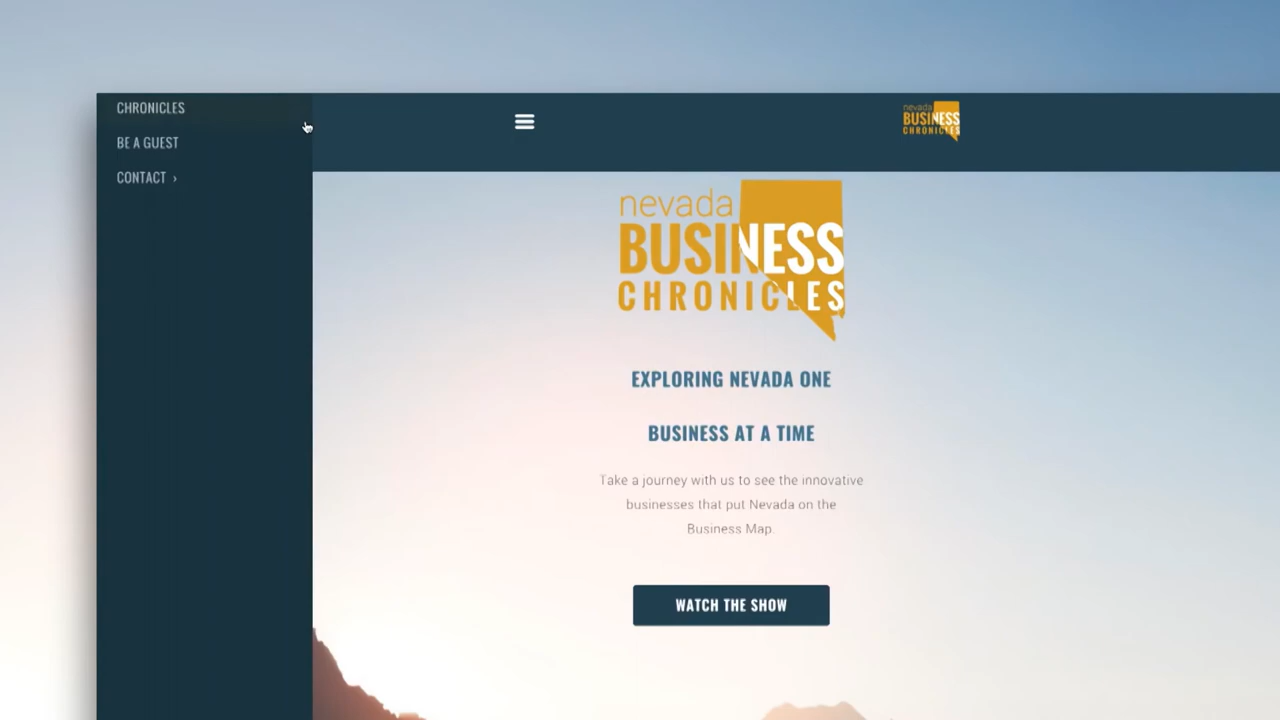 CHRONICLES
BE A GUEST
CONTACT ›
nevada
BUSINESS
CHRONICLES
nevada
BUSINESS
CHRONICLES
EXPLORING NEVADA ONE
BUSINESS AT A TIME
Take a journey with us to see the innovative
businesses that put Nevada on the
Business Map.
WATCH THE SHOW